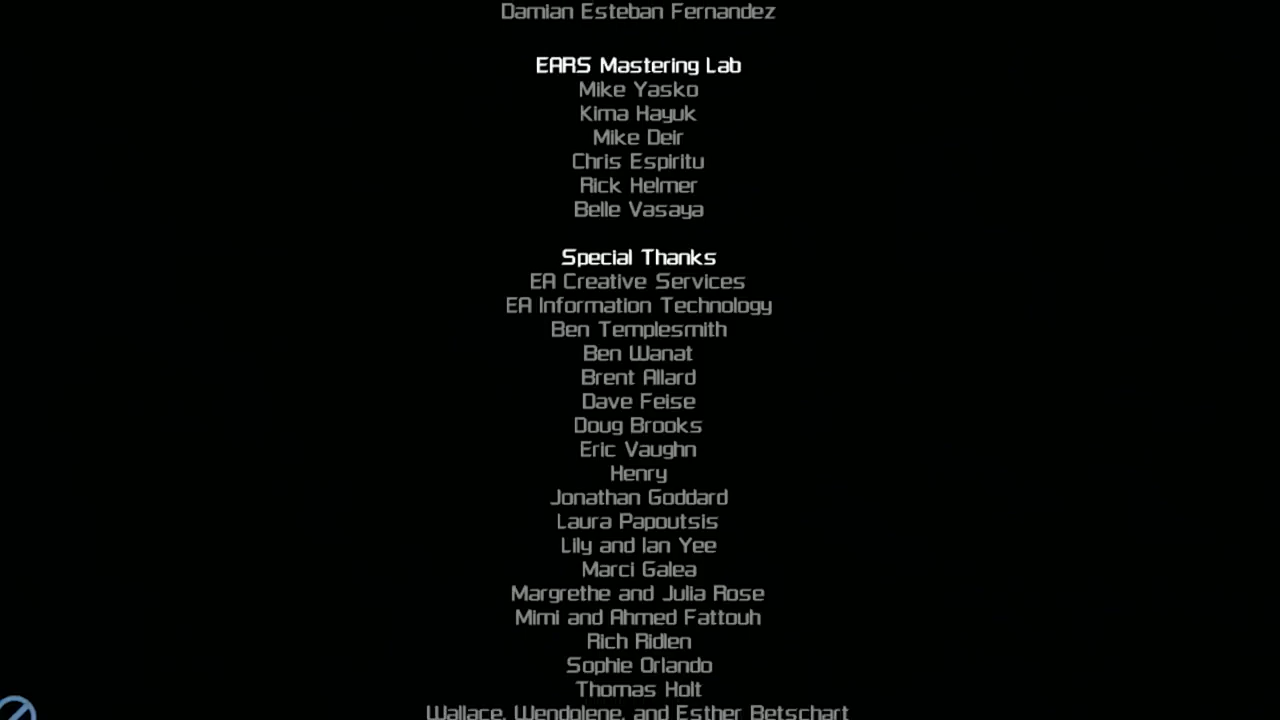 Damian Esteban Fernandez
EARS Mastering Lab
Mike Yasko
Kima Hayuk
Mike Deir
Chris Espiritu
Rick Helmer
Belle Vasaya
Special Thanks
EA Creative Services
EA Information Technology
Ben Templesmith
Ben Wanat
Brent Allard
Dave Feise
Doug Brooks
Eric Vaughn
Henry
Jonathan Goddard
Laura Papoutsis
Lily and Ian Yee
Marci Galea
Margrethe and Julia Rose
Mimi and Ahmed Fattouh
Rich Ridlen
Sophie Orlando
Thomas Holt
Wallace, Wendolene, and Esther Betschart